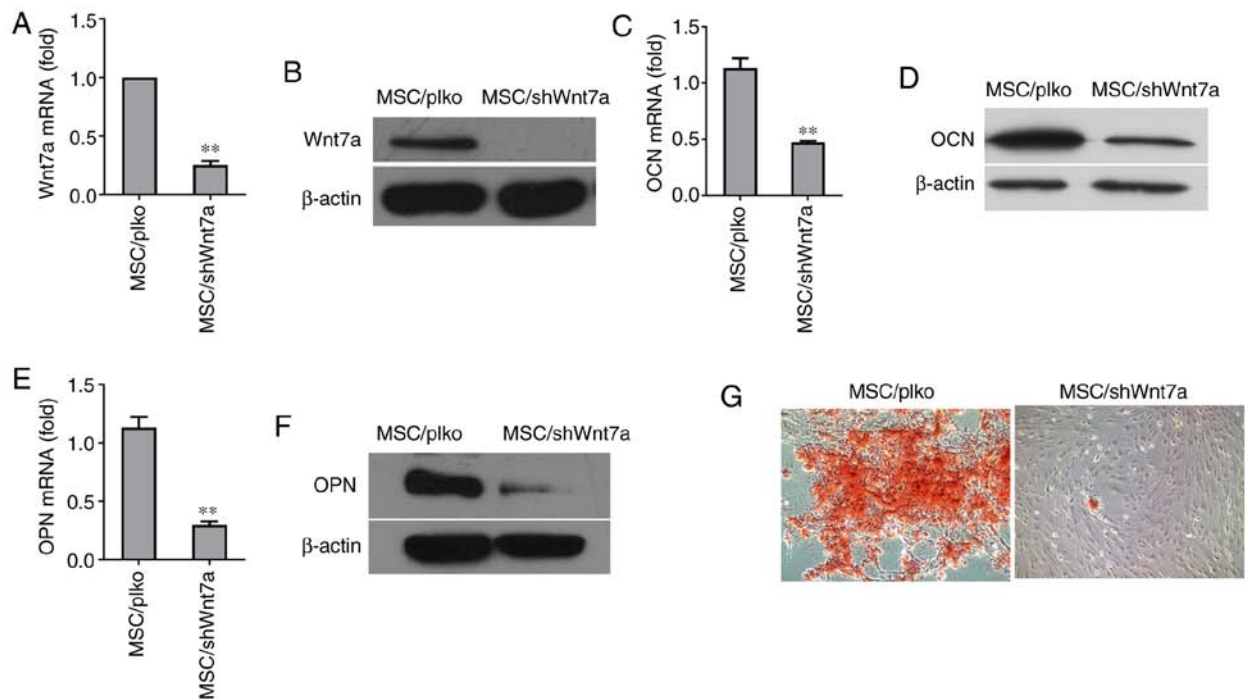 A
Wnt7a mRNA (fold)
1.5
1.0
0.5
0.0
**
MSC/plko
MSC/shWnt7a
B
MSC/plko MSC/shWnt7a
Wnt7a
β-actin
C
OCN mRNA (fold)
1.5
1.0
0.5
0.0
**
MSC/plko
MSC/shWnt7a
D
MSC/plko MSC/shWnt7a
OCN
β-actin
E
OPN mRNA (fold)
1.5
1.0
0.5
0.0
**
MSC/plko
MSC/shWnt7a
F
MSC/plko MSC/shWnt7a
OPN
β-actin
G
MSC/plko MSC/shWnt7a